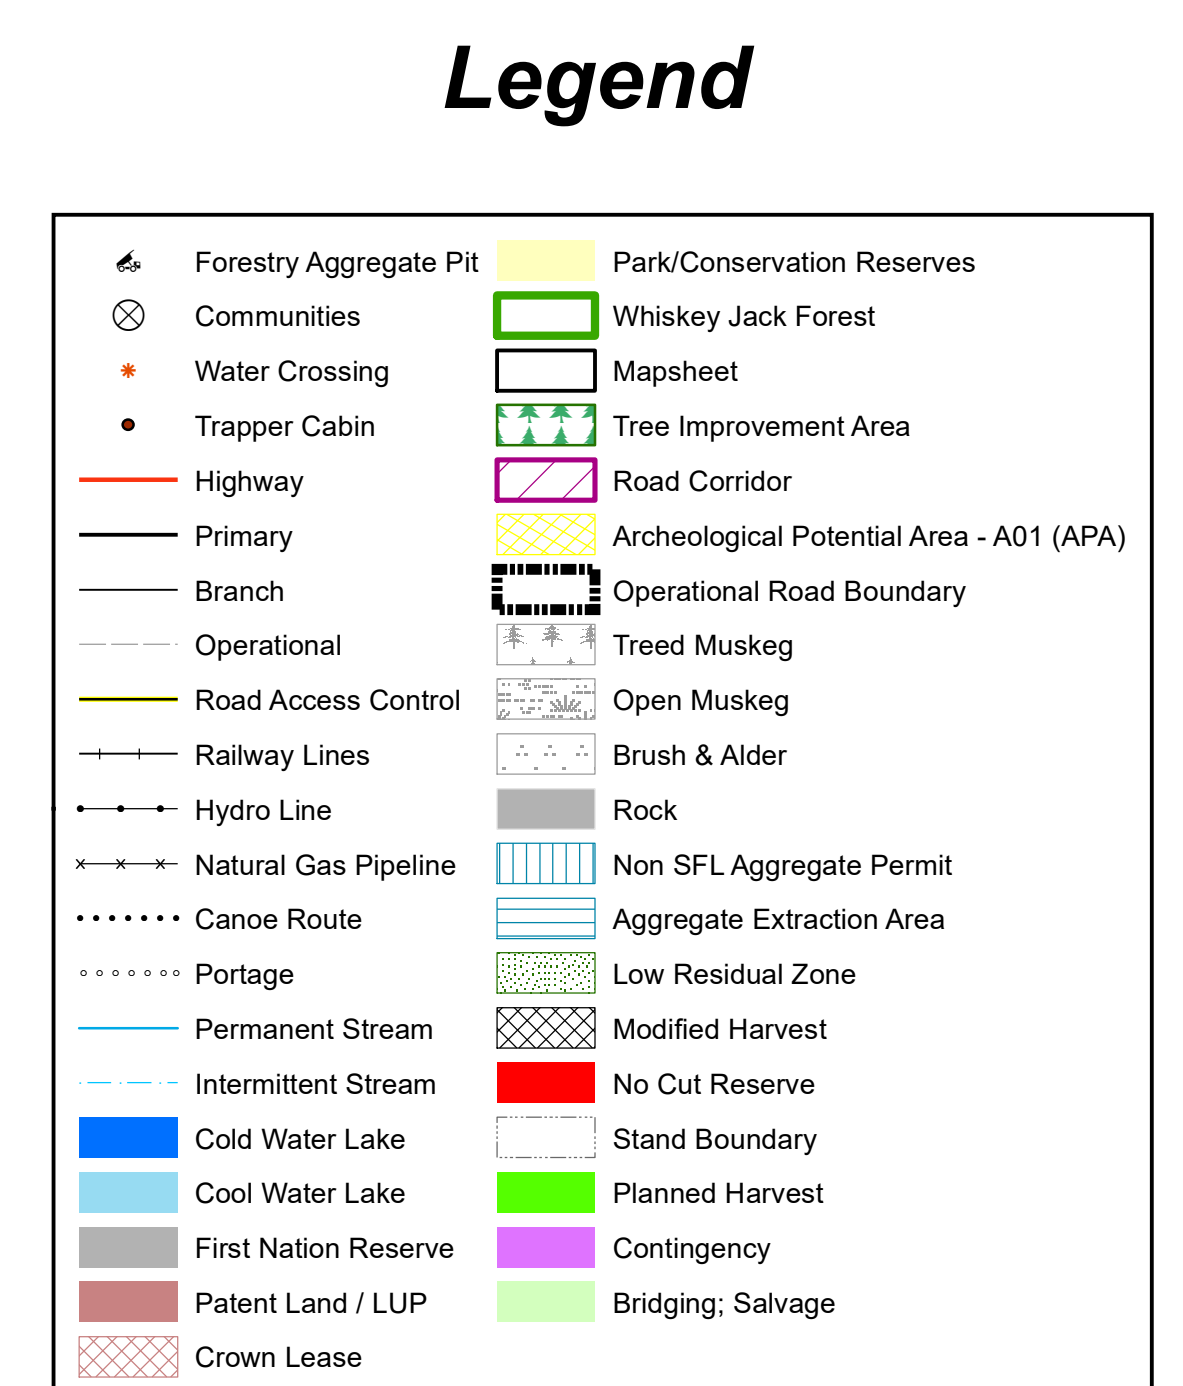 Legend
Forestry Aggregate Pit
Communities
Water Crossing
Trapper Cabin
Highway
Primary
Branch
Operational
Road Access Control
Railway Lines
Hydro Line
Natural Gas Pipeline
Canoe Route
Portage
Permanent Stream
Intermittent Stream
Cold Water Lake
Cool Water Lake
First Nation Reserve
Patent Land / LUP
Crown Lease
Park/Conservation Reserves
Whiskey Jack Forest
Mapsheet
Tree Improvement Area
Road Corridor
Archeological Potential Area - A01 (APA)
Operational Road Boundary
Treed Muskeg
Open Muskeg
Brush & Alder
Rock
Non SFL Aggregate Permit
Aggregate Extraction Area
Low Residual Zone
Modified Harvest
No Cut Reserve
Stand Boundary
Planned Harvest
Contingency
Bridging; Salvage